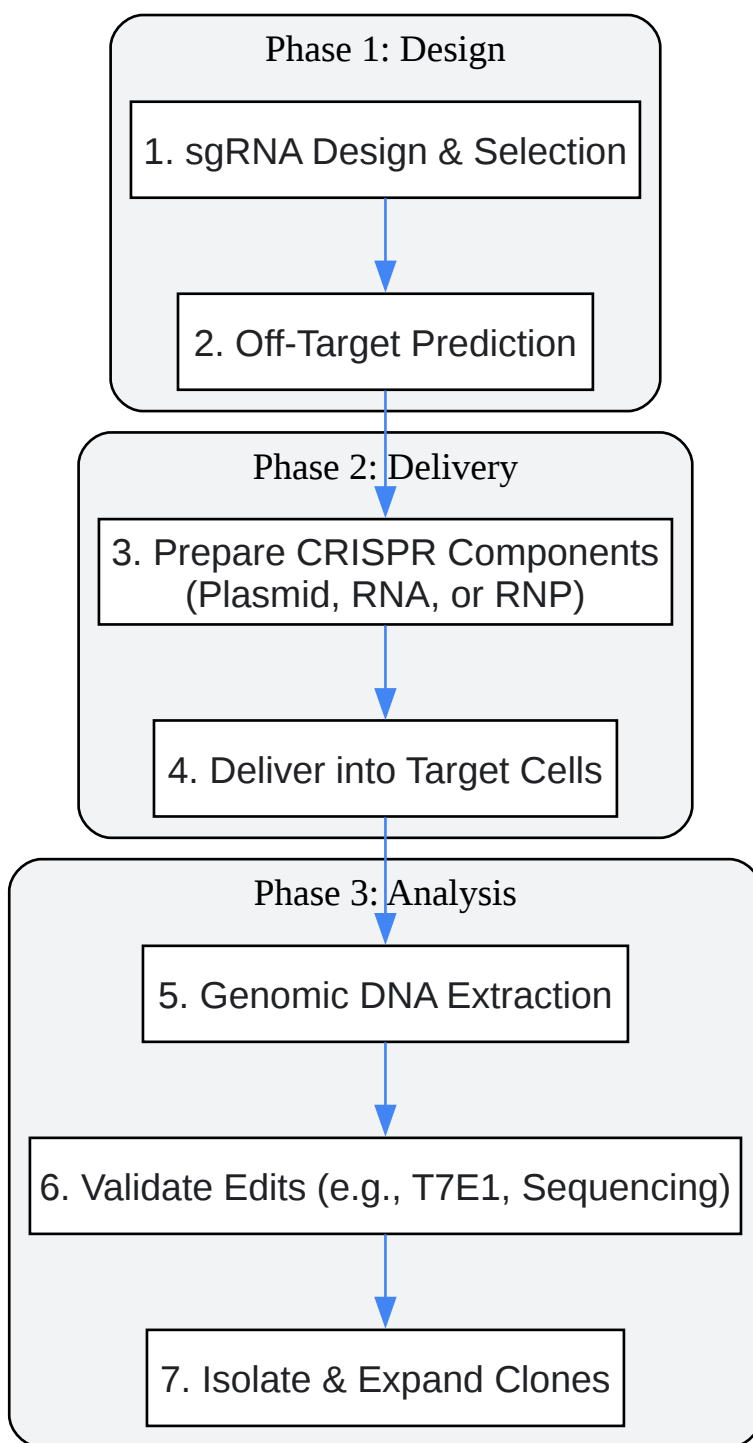 Phase 1: Design
1. sgRNA Design & Selection
2. Off-Target Prediction
Phase 2: Delivery
3. Prepare CRISPR Components
(Plasmid, RNA, or RNP)
4. Deliver into Target Cells
Phase 3: Analysis
5. Genomic DNA Extraction
6. Validate Edits (e.g., T7E1, Sequencing)
7. Isolate & Expand Clones